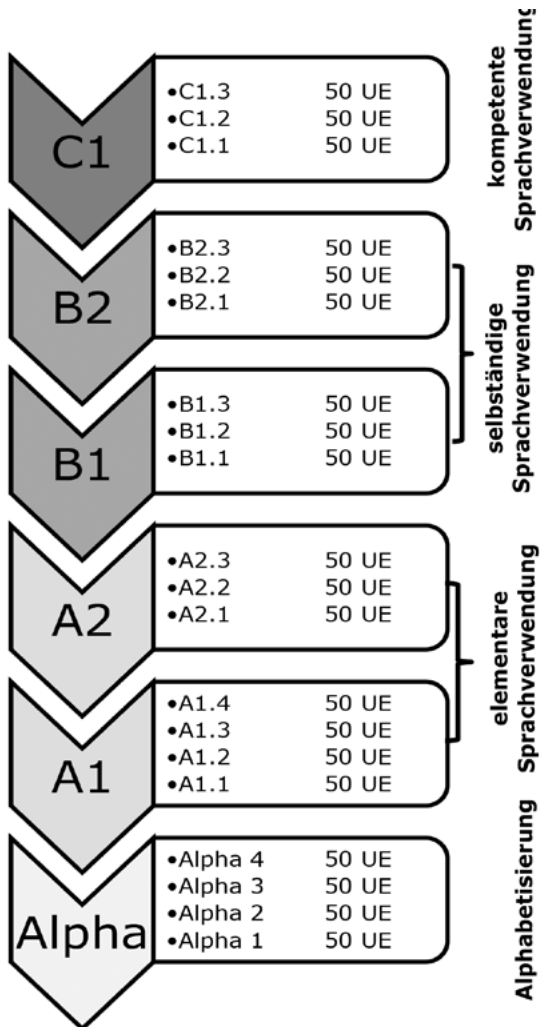 C1
•C1.3 50 UE
•C1.2 50 UE
•C1.1 50 UE
kompetente
Sprachverwendung
B2
•B2.3 50 UE
•B2.2 50 UE
•B2.1 50 UE
B1
•B1.3 50 UE
•B1.2 50 UE
•B1.1 50 UE
selbständige
Sprachverwendung
A2
•A2.3 50 UE
•A2.2 50 UE
•A2.1 50 UE
A1
•A1.4 50 UE
•A1.3 50 UE
•A1.2 50 UE
•A1.1 50 UE
elementare
Sprachverwendung
Alpha
•Alpha 4 50 UE
•Alpha 3 50 UE
•Alpha 2 50 UE
•Alpha 1 50 UE
Alphabetisierung